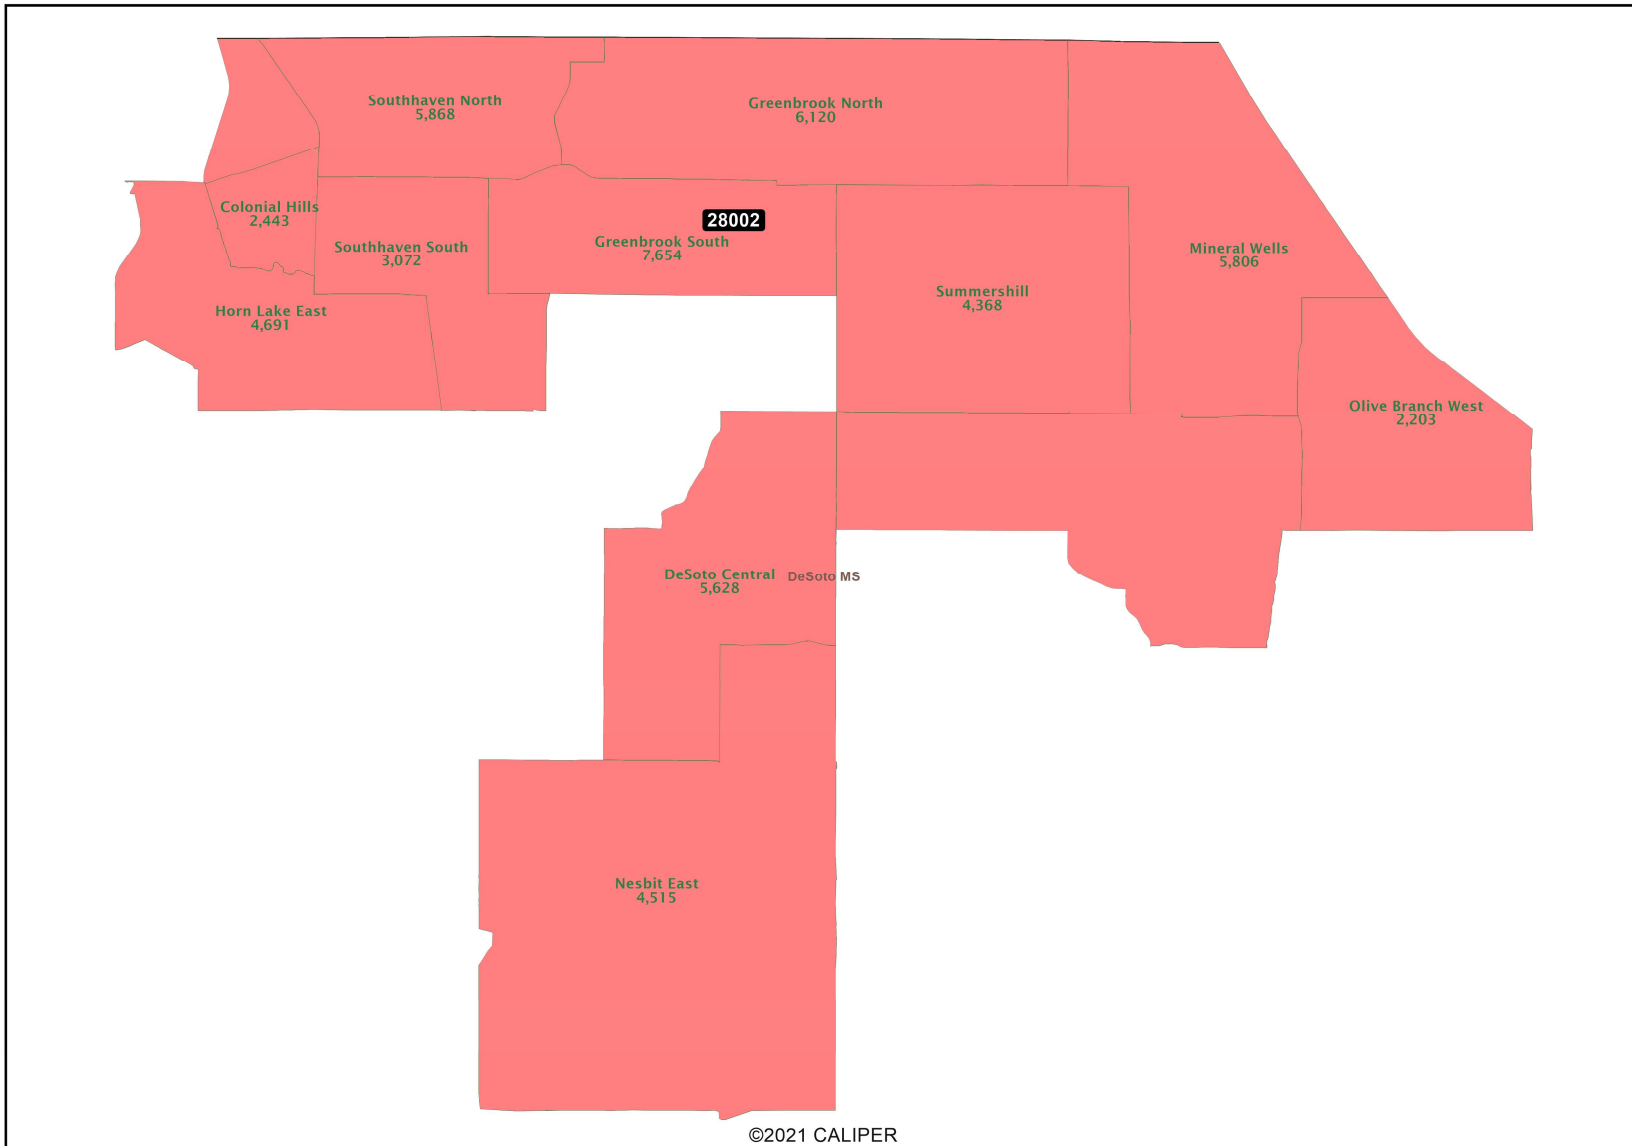 Southhaven North
5,868
Greenbrook North
6,120
Colonial Hills
2,443
28002
Southhaven South
3,072
Greenbrook South
7,654
Mineral Wells
5,806
Summershill
4,368
Horn Lake East
4,691
Olive Branch West
2,203
DeSoto Central
5,628
DeSoto MS
Nesbit East
4,515
©2021 CALIPER